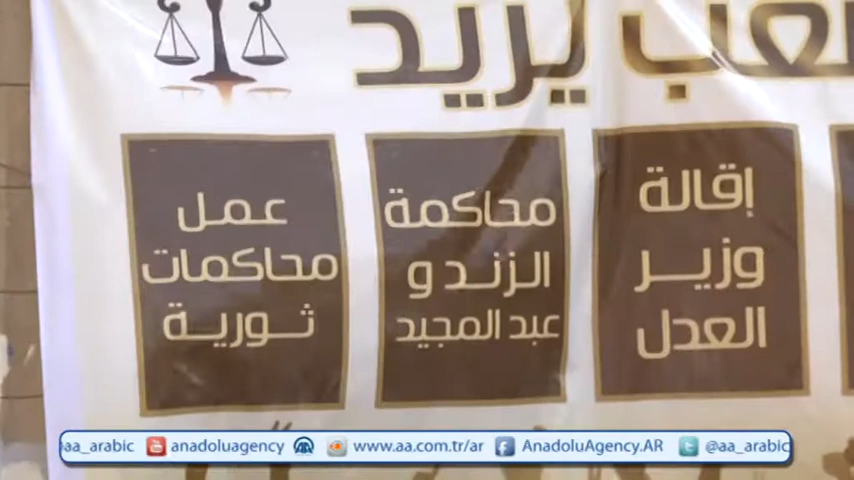 يريد
إقالة
وزير
العدل
محاكمة
الزند و
عبد المجيد
عمل
محاكمات
ثورية
aa_arabic anadoluagency www.aa.com.tr/ar AnadoluAgency.AR @aa_arabic